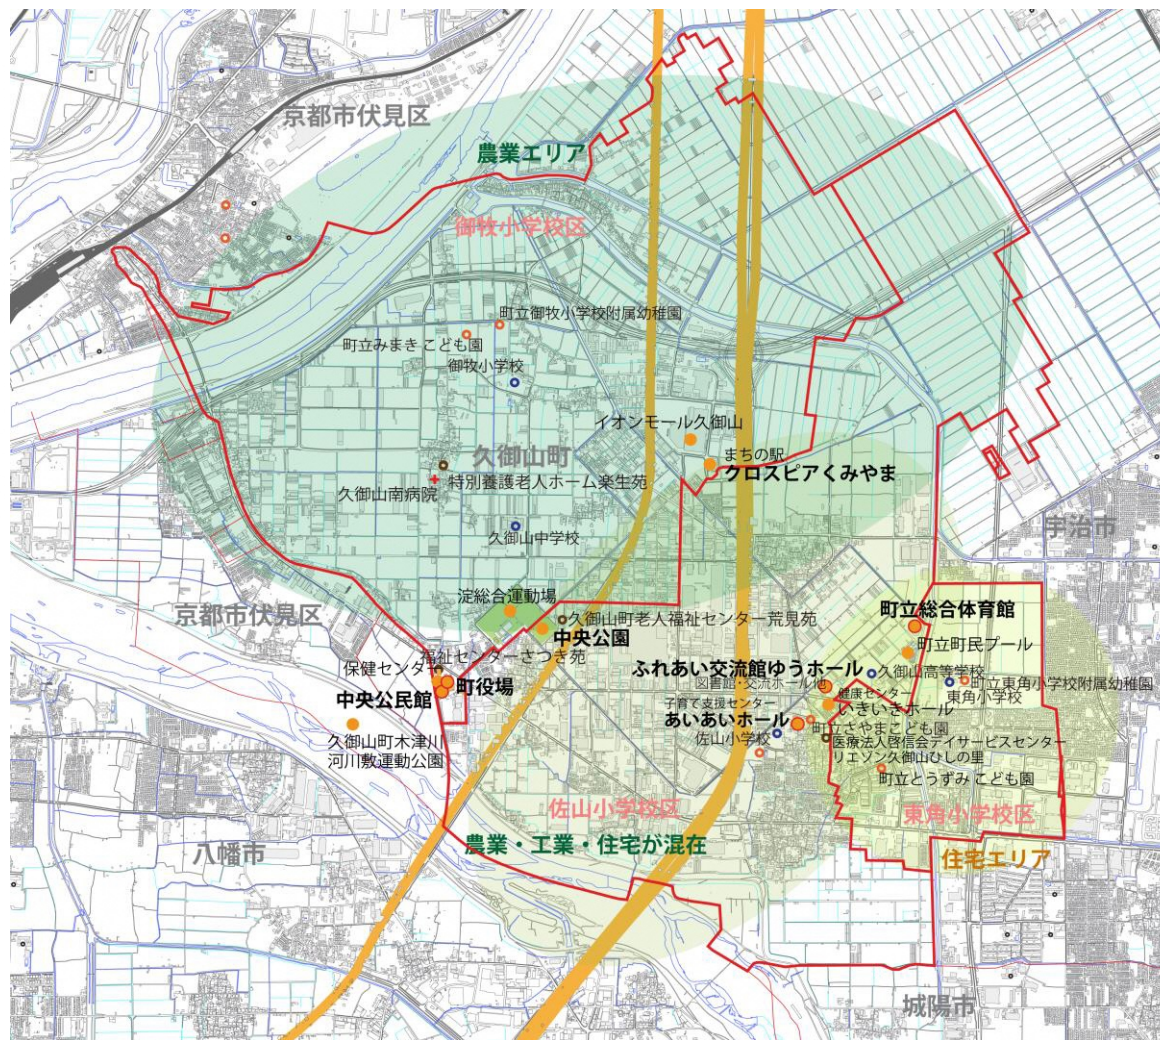 京都市伏見区
農業エリア
御牧小学校区
町立御牧小学校附属幼稚園
町立みまき こども園
御牧小学校
イオンモール久御山
まちの駅
クロスピアくみやま
久御山町
特別養護老人ホーム楽生苑
久御山南病院
久御山中学校
宇治市
京都市伏見区
淀総合運動場
久御山町老人福祉センター荒見苑
中央公園
町立総合体育館
町立町民プール
福祉センターさつき苑
保健センター
町役場
中央公民館
ふれあい交流館ゆうホール
図書館・交流ホール他
久御山高等学校
町立東角小学校附属幼稚園
東角小学校
健康センター
いきいきホール
子育て支援センター
あいあいホール
町立さやまこども園
佐山小学校
医療法人啓信会デイサービスセンター
リエゾン久御山ひしの里
町立とうずみ こども園
久御山町木津川
河川敷運動公園
佐山小学校区
東角小学校区
農業・工業・住宅が混在
住宅エリア
八幡市
城陽市